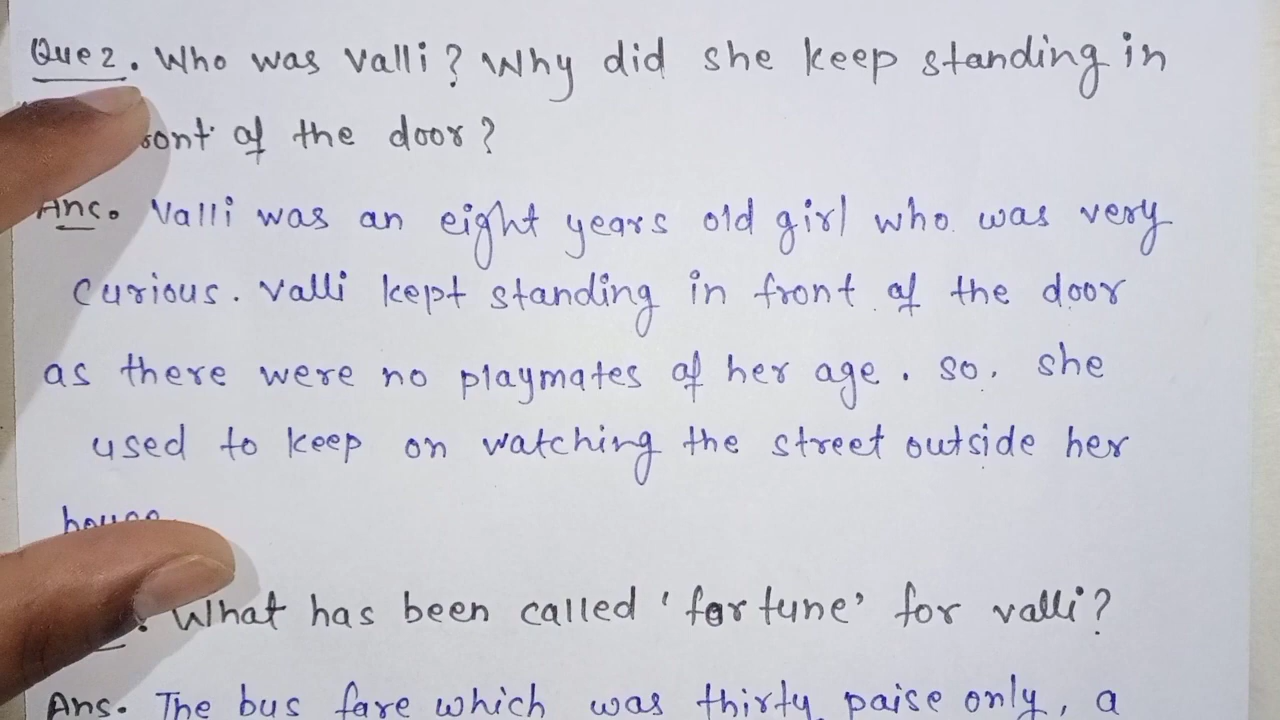 Que 2. Who was Valli? Why did she keep standing in
of the door?
Ans. Valli was an eight years old girl who was very
curious. Valli kept standing in front of the door
as there were no playmates of her age. so, she
used to keep on watching the street outside her
house
What has been called 'fortune' for valli?
Ans. The bus fare which was thirty paise only, a